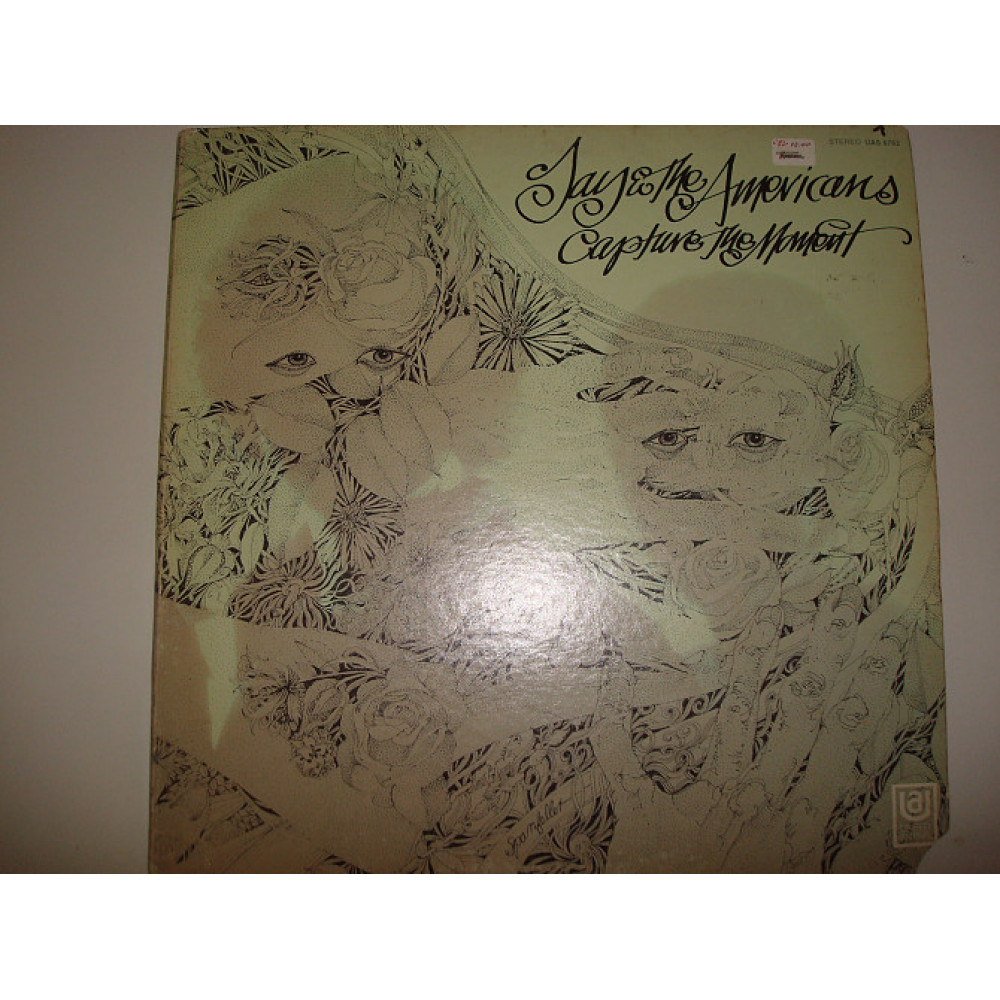 STEREO UAS 6762
Jay & the Americans
Capture the Moment